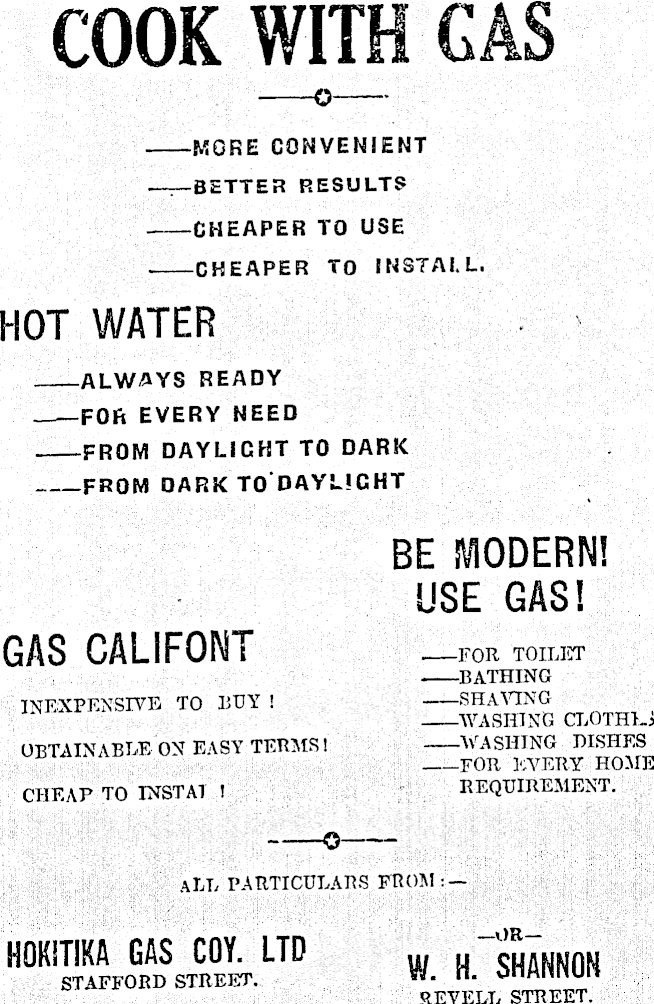 COOK WITH GAS
——MORE CONVENIENT
——BETTER RESULTS
——CHEAPER TO USE
——CHEAPER TO INSTALL.
HOT WATER
——ALWAYS READY
——FOR EVERY NEED
——FROM DAYLIGHT TO DARK
——FROM DARK TO DAYLIGHT
BE MODERN!
USE GAS!
GAS CALIFONT
INEXPENSIVE TO BUY !
OBTAINABLE ON EASY TERMS!
CHEAP TO INSTAL !
——FOR TOILET
——BATHING
——SHAVING
——WASHING CLOTHES
——WASHING DISHES
——FOR EVERY HOME
REQUIREMENT.
ALL PARTICULARS FROM :—
HOKITIKA GAS COY. LTD
STAFFORD STREET.
—OR—
W. H. SHANNON
REVELL STREET.